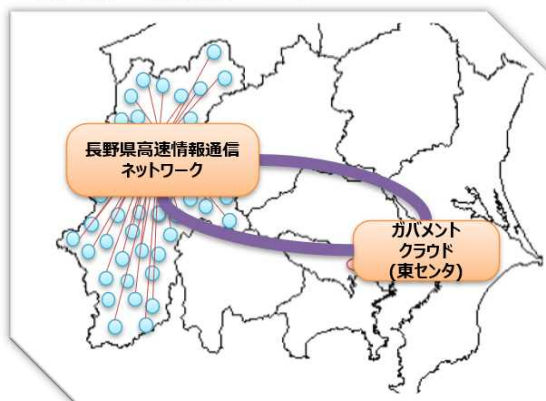 長野県高速情報通信
ネットワーク
ガバメント
クラウド
(東センタ)